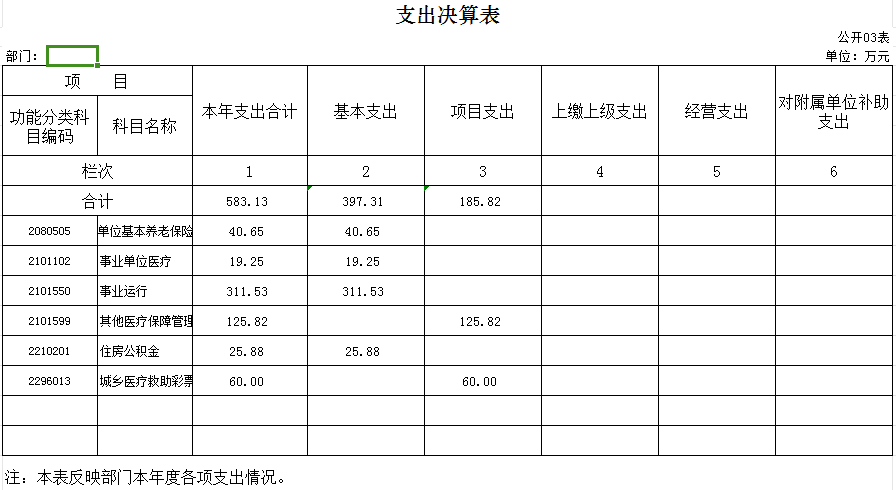 支出决算表
公开03表
部门：
单位：万元
项　　目
本年支出合计
基本支出
项目支出
上缴上级支出
经营支出
对附属单位补助
支出
功能分类科
目编码
科目名称
栏次 1 2 3 4 5 6
合计 583.13 397.31 185.82
2080505 单位基本养老保险 40.65 40.65
2101102 事业单位医疗 19.25 19.25
2101550 事业运行 311.53 311.53
2101599 其他医疗保障管理 125.82 125.82
2210201 住房公积金 25.88 25.88
2296013 城乡医疗救助彩票 60.00 60.00
注：本表反映部门本年度各项支出情况。